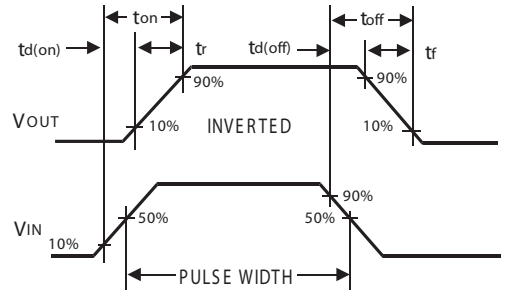 ton toff
td(on) tr td(off) tf
90% 90%
VOUT 10% INVERTED 10%
90%
50% 50%
VIN
10%
PULSE WIDTH